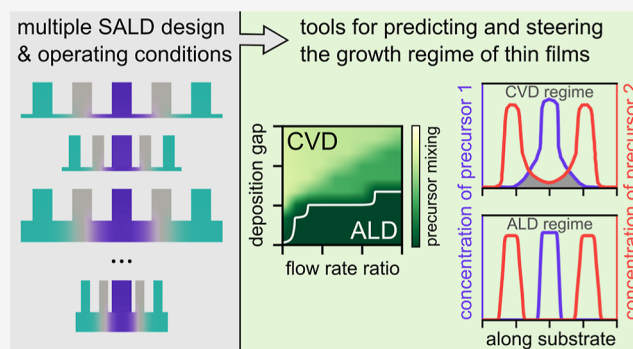 multiple SALD design
& operating conditions
...
tools for predicting and steering
the growth regime of thin films
CVD
ALD
deposition gap
flow rate ratio
precursor mixing
concentration of precursor 1
concentration of precursor 2
CVD regime
ALD regime
along substrate